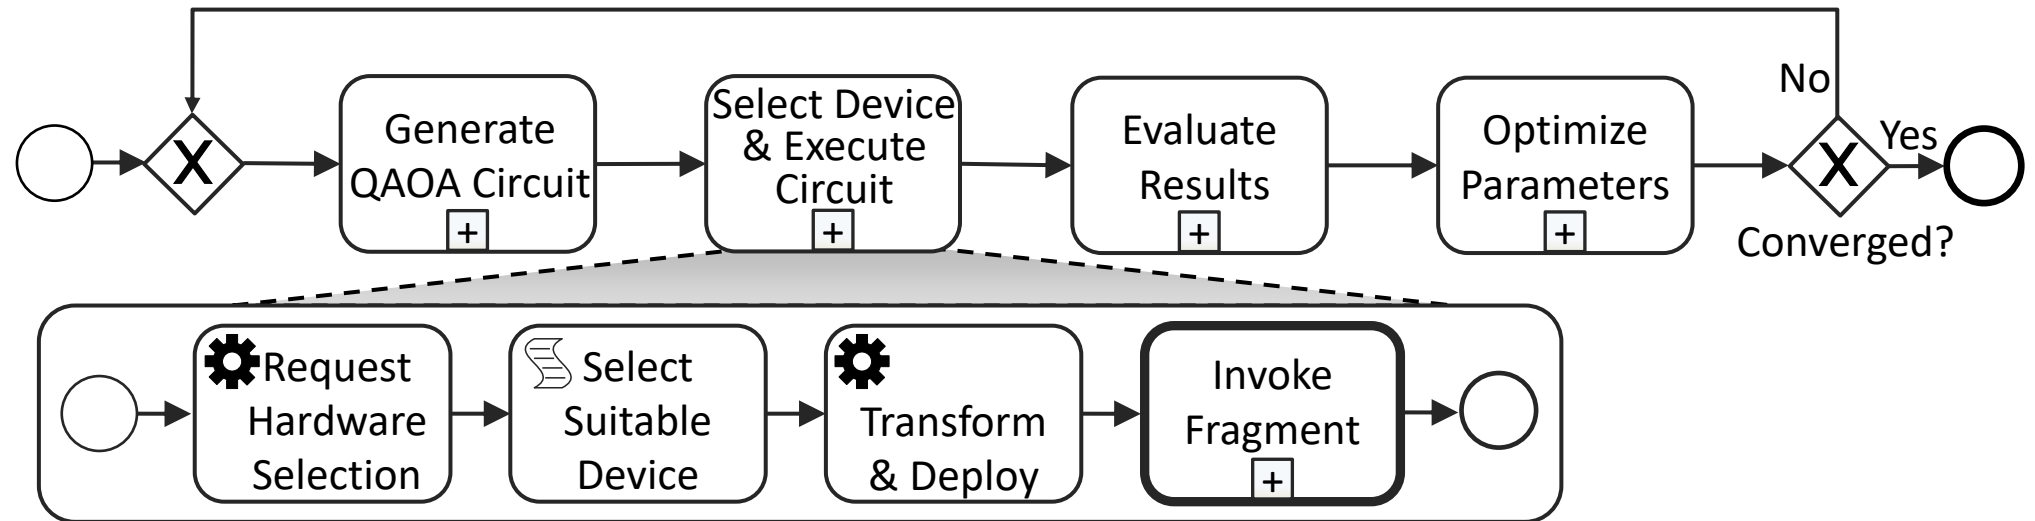 No
Generate
QAOA Circuit
+
Select Device
& Execute
Circuit
+
Evaluate
Results
+
Optimize
Parameters
+
X
X
Yes
Converged?
Request
Hardware
Selection
Select
Suitable
Device
Transform
& Deploy
Invoke
Fragment
+